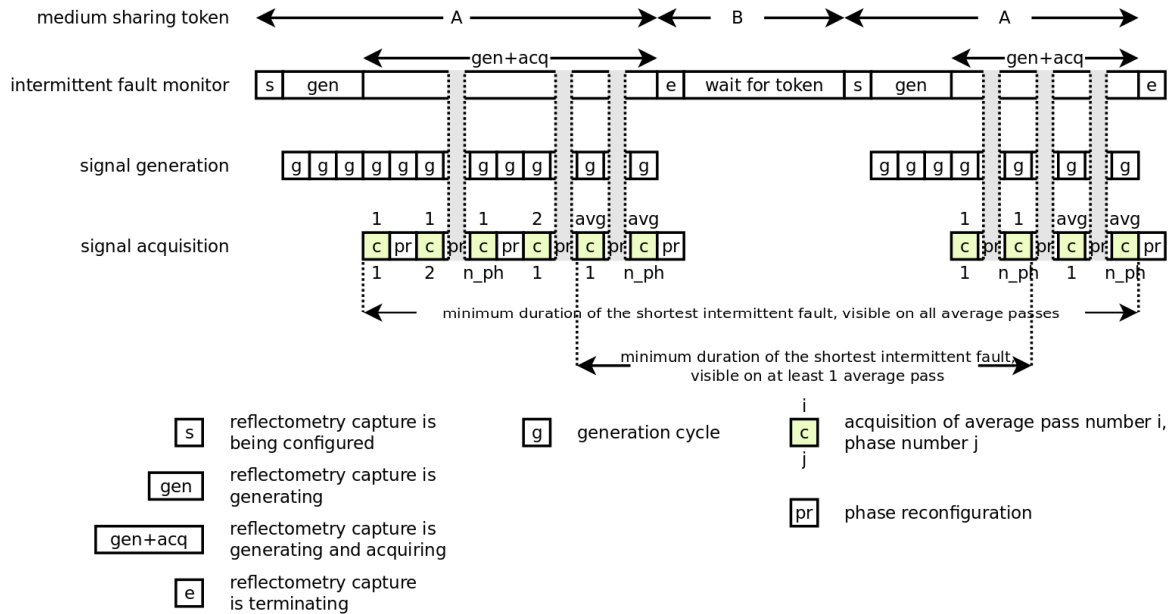 medium sharing token A B A
gen+acq gen+acq
intermittent fault monitor s gen e wait for token s gen e
signal generation g g g g g g g g g g g g g g g g g g
1 1 1 2 avg avg 1 1 avg avg
signal acquisition c pr c pr c pr c pr c pr c pr c pr c pr c pr c pr
1 2 n_ph 1 1 n_ph 1 n_ph 1 n_ph
minimum duration of the shortest intermittent fault, visible on all average passes
minimum duration of the shortest intermittent fault,
visible on at least 1 average pass
s reflectometry capture is
being configured
gen reflectometry capture is
generating
gen+acq reflectometry capture is
generating and acquiring
e reflectometry capture
is terminating
g generation cycle
i
c acquisition of average pass number i,
phase number j
j
pr phase reconfiguration